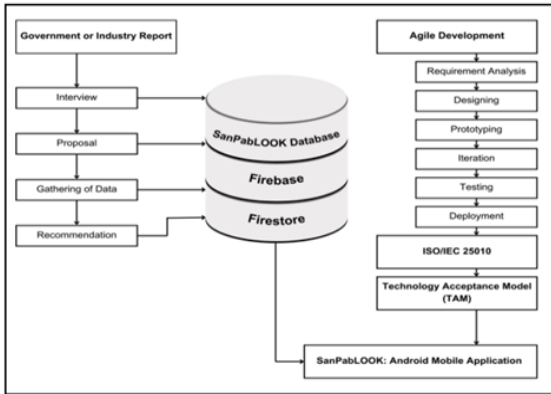 Government or Industry Report
Interview
Proposal
Gathering of Data
Recommendation
SanPabLOOK Database
Firebase
Firestore
Agile Development
Requirement Analysis
Designing
Prototyping
Iteration
Testing
Deployment
ISO/IEC 25010
Technology Acceptance Model
(TAM)
SanPabLOOK: Android Mobile Application